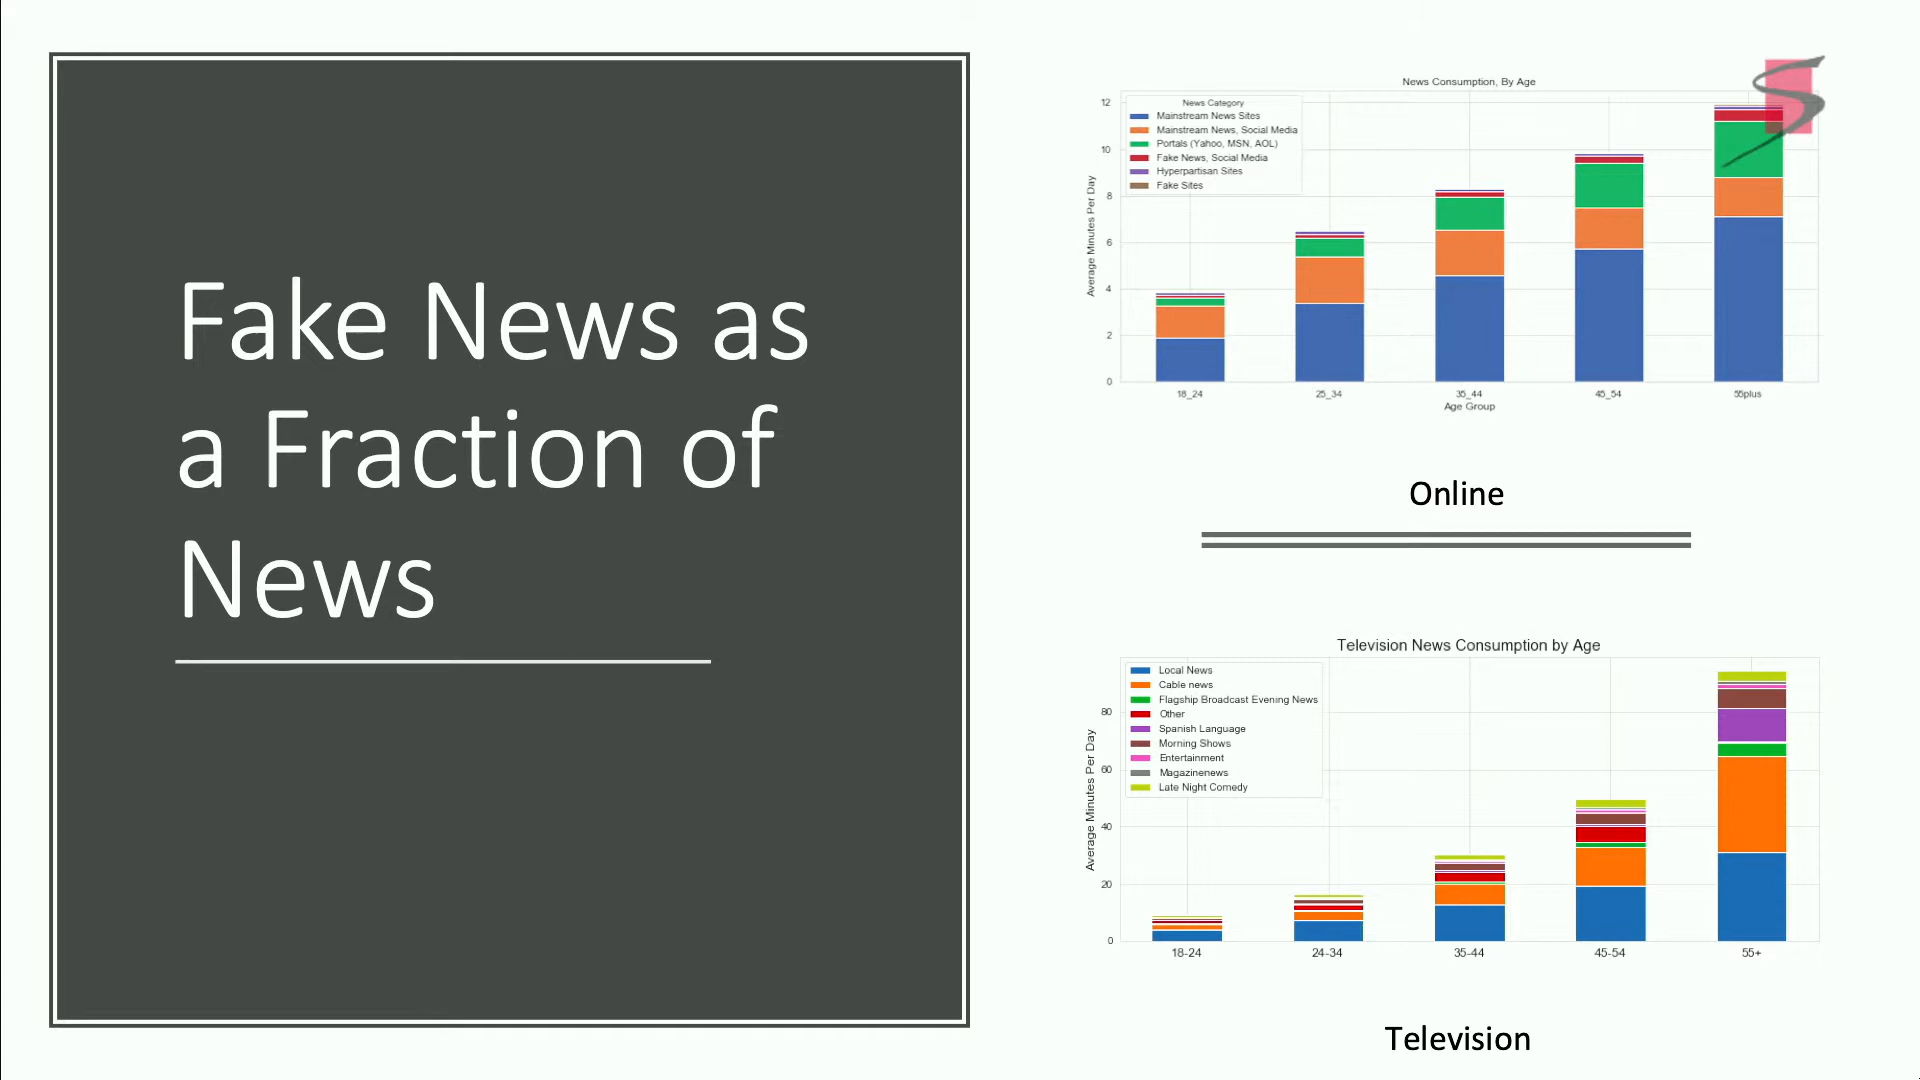 Fake News as
a Fraction of
News
News Consumption, By Age
News Category
Mainstream News Sites
Mainstream News, Social Media
Portals (Yahoo, MSN, AOL)
Fake News, Social Media
Hyperpartisan Sites
Fake Sites
Average Minutes Per Day
12
10
8
6
4
2
0
18_24 25_34 35_44 45_54 55plus
Age Group
Online
Television News Consumption by Age
Local News
Cable news
Flagship Broadcast Evening News
Other
Spanish Language
Morning Shows
Entertainment
Magazinenews
Late Night Comedy
Average Minutes Per Day
80
60
40
20
0
18-24 24-34 35-44 45-54 55+
Television